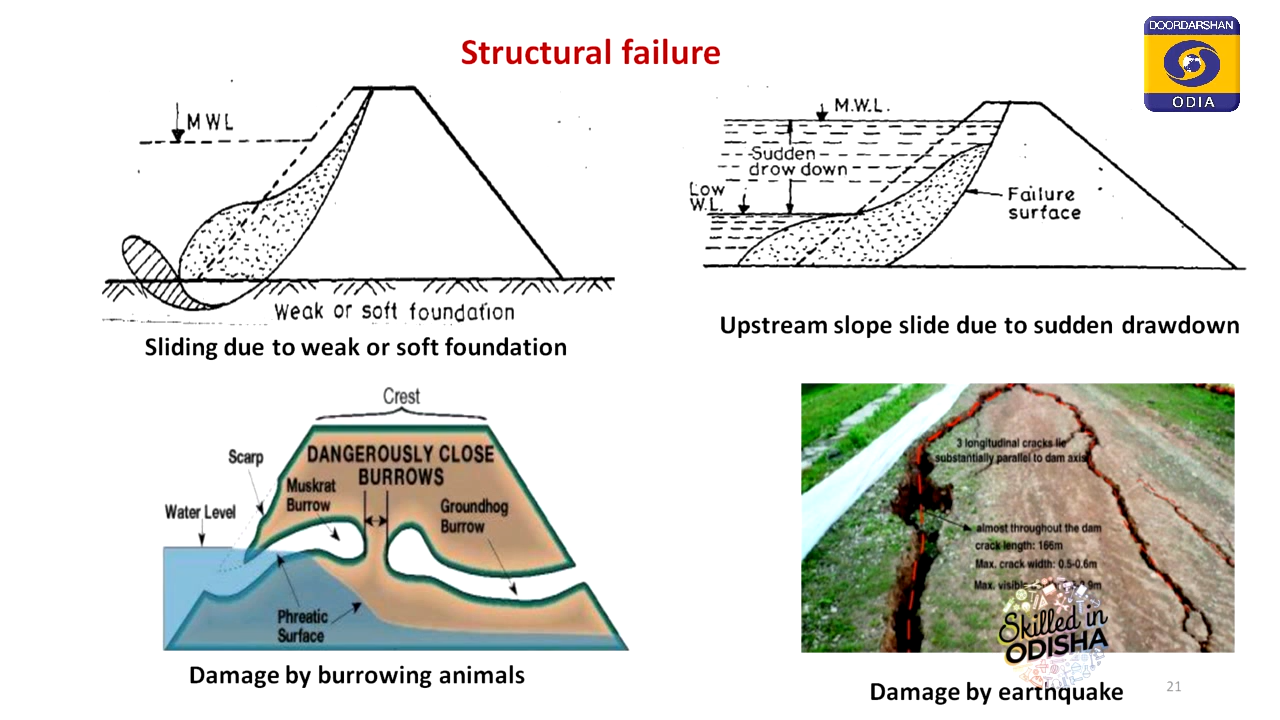 Structural failure
DOORDARSHAN
ODIA
MWL
Weak or soft foundation
Sliding due to weak or soft foundation
M.W.L.
Sudden
drow down
Low
W.L.
Failure
surface
Upstream slope slide due to sudden drawdown
Crest
Scarp
DANGEROUSLY CLOSE
BURROWS
Muskrat
Burrow
Groundhog
Burrow
Water Level
Phreatic
Surface
Damage by burrowing animals
3 longitudinal cracks lie
substantially parallel to dam axis
almost throughout the dam
crack length: 166m
Max. crack width: 0.5-0.6m
Max.
Skilled in
ODISHA
Damage by earthquake
21